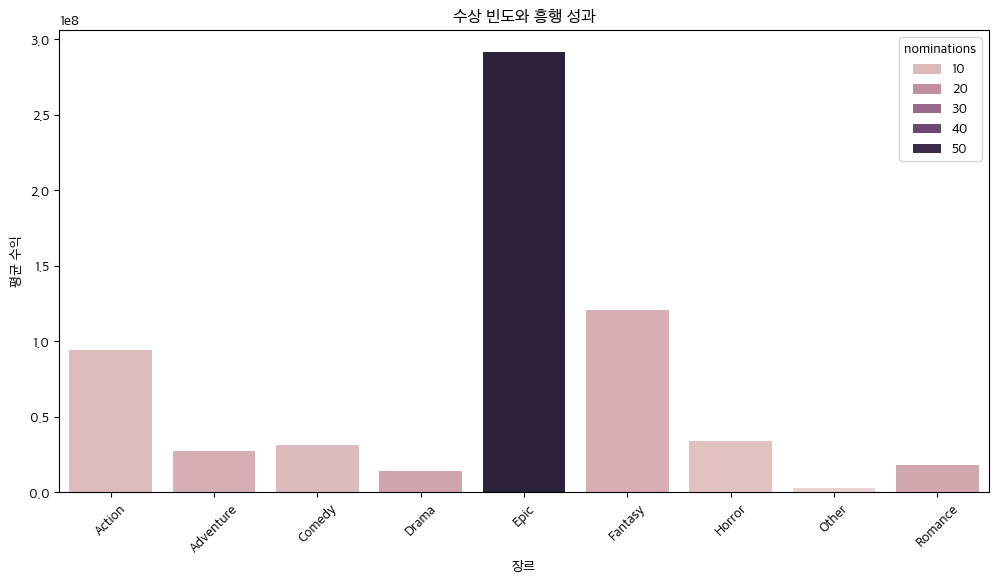 수상 빈도와 흥행 성과
1e8
3.0
2.5
2.0
1.5
1.0
0.5
0.0
평균 수익
nominations
10
20
30
40
50
Action
Adventure
Comedy
Drama
Epic
Fantasy
Horror
Other
Romance
장르